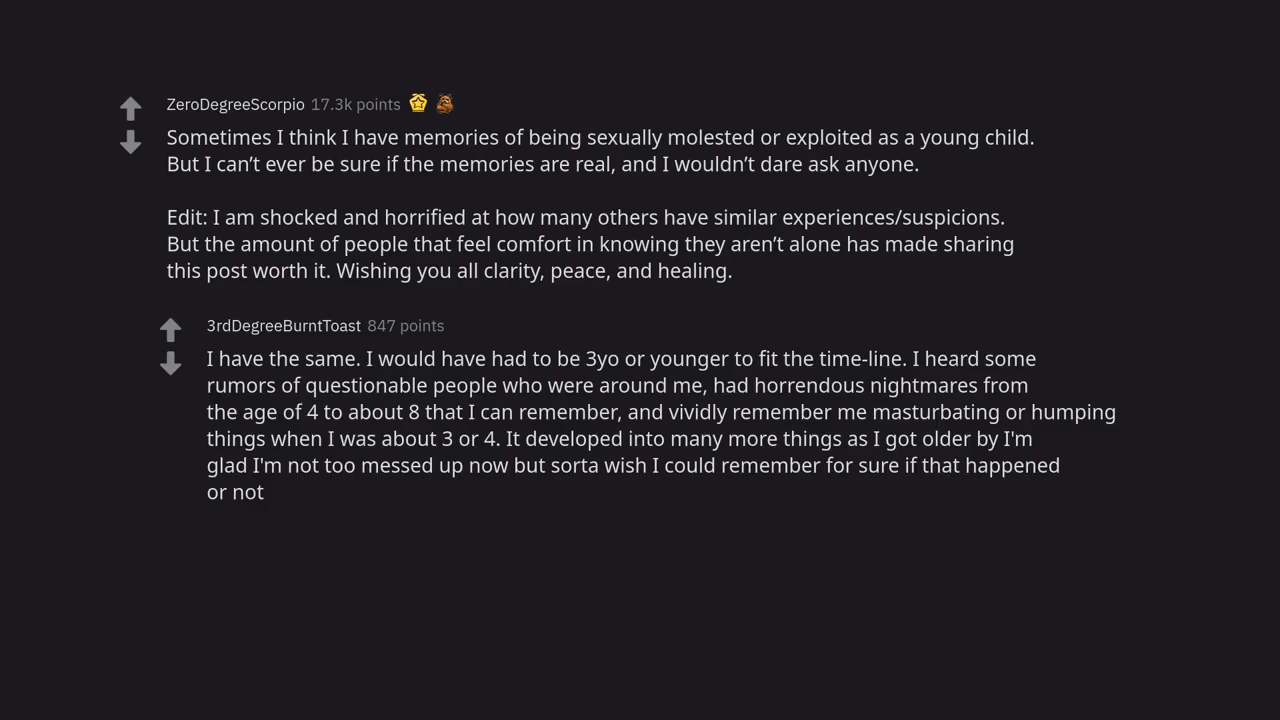 ZeroDegreeScorpio 17.3k points
Sometimes I think I have memories of being sexually molested or exploited as a young child.
But I can’t ever be sure if the memories are real, and I wouldn’t dare ask anyone.
Edit: I am shocked and horrified at how many others have similar experiences/suspicions.
But the amount of people that feel comfort in knowing they aren’t alone has made sharing
this post worth it. Wishing you all clarity, peace, and healing.
3rdDegreeBurntToast 847 points
I have the same. I would have had to be 3yo or younger to fit the time-line. I heard some
rumors of questionable people who were around me, had horrendous nightmares from
the age of 4 to about 8 that I can remember, and vividly remember me masturbating or humping
things when I was about 3 or 4. It developed into many more things as I got older by I'm
glad I'm not too messed up now but sorta wish I could remember for sure if that happened
or not